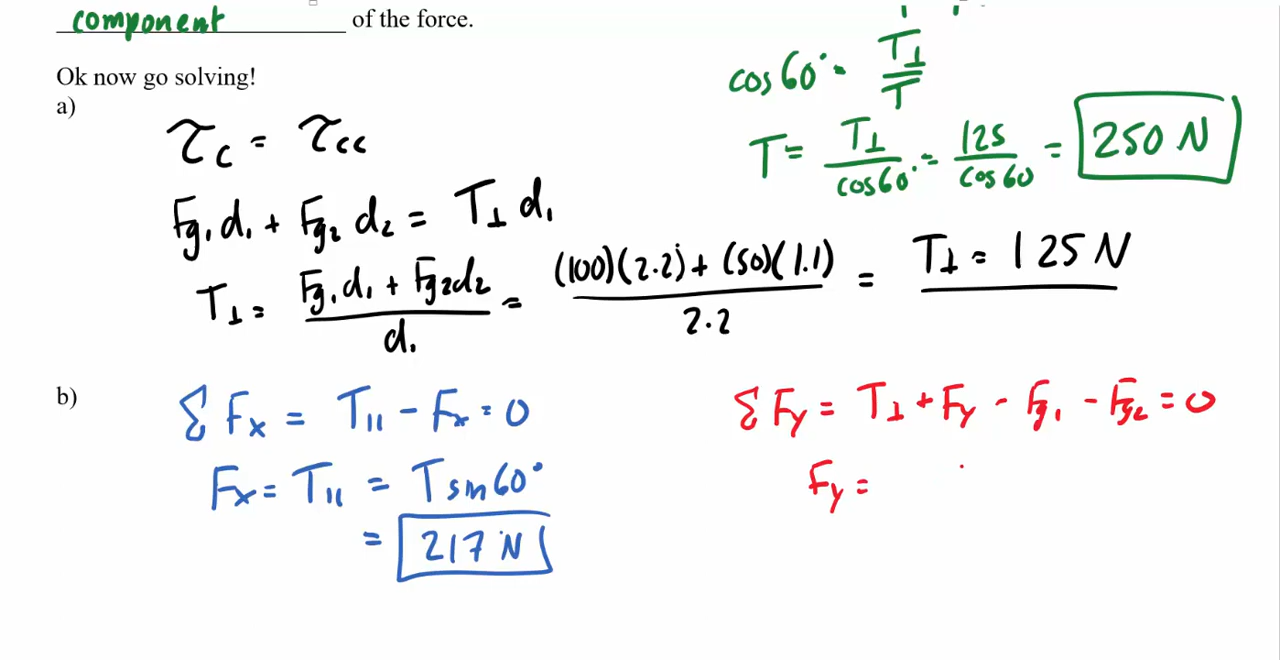 component of the force.
Ok now go solving!
a)
τc = τcc
Fg₁ d₁ + Fg₂ d₂ = T⊥ d₁
T⊥ = (Fg₁ d₁ + Fg₂ d₂) / d₁ = ((100)(2.2) + (50)(1.1)) / 2.2 = T⊥ = 125 N
cos 60° = T⊥ / T
T = T⊥ / cos 60° = 125 / cos 60 = 250 N
b)
Σ Fx = T∥ - Fx = 0
Fx = T∥ = T sin 60°
= 217 N
Σ Fy = T⊥ + Fy - Fg₁ - Fg₂ = 0
Fy =